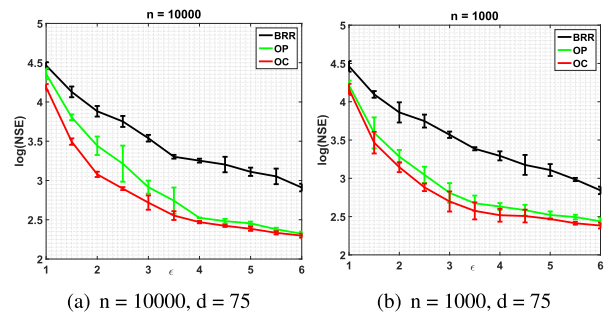 n = 10000
log(NSE)
5
4.5
4
3.5
3
2.5
2
1 2 3 4 5 6
ϵ
BRR
OP
OC
(a) n = 10000, d = 75
n = 1000
log(NSE)
5
4.5
4
3.5
3
2.5
2
1 2 3 4 5 6
ϵ
BRR
OP
OC
(b) n = 1000, d = 75